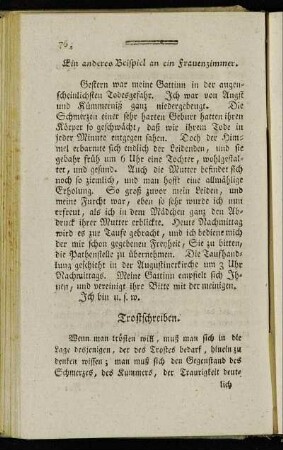 76
Ein anderes Beispiel an ein Frauenzimmer.
Gestern war meine Gattinn in der augen-
scheinlichsten Todesgefahr. Ich war von Angst
und Kümmerniß ganz niedergebeugt. Die
Schmerzen einer sehr harten Geburt hatten ihren
Körper so geschwächt, daß wir ihrem Tode in
jeder Minute entgegen sahen. Doch der Him-
mel erbarmte sich endlich der Leidenden, und sie
gebahr früh um 6 Uhr eine Tochter, wohlgestal-
tet, und gesund. Auch die Mutter befindet sich
noch so ziemlich, und man hofft eine allmählige
Erholung. So groß zuvor mein Leiden, und
meine Furcht war, eben so sehr wurde ich nun
erfreut, als ich in dem Mädchen ganz den Ab-
druck ihrer Mutter erblickte. Heute Nachmittag
wird es zur Taufe gebracht, und ich bediene mich
der mir schon gegebenen Freyheit, Sie zu bitten,
die Pathenstelle zu übernehmen. Die Taufhand-
lung geschieht in der Augustinerkirche um 3 Uhr
Nachmittags. Meine Gattinn empfielt sich Ih-
nen, und vereinigt ihre Bitte mit der meinigen.
Ich bin u. s. w.
Trostschreiben.
Wenn man trösten will, muß man sich in die
Lage desjenigen, der des Trostes bedarf, hinein zu
denken wissen; man muß sich den Gegenstand des
Schmerzes, des Kummers, der Traurigkeit deut-
lich